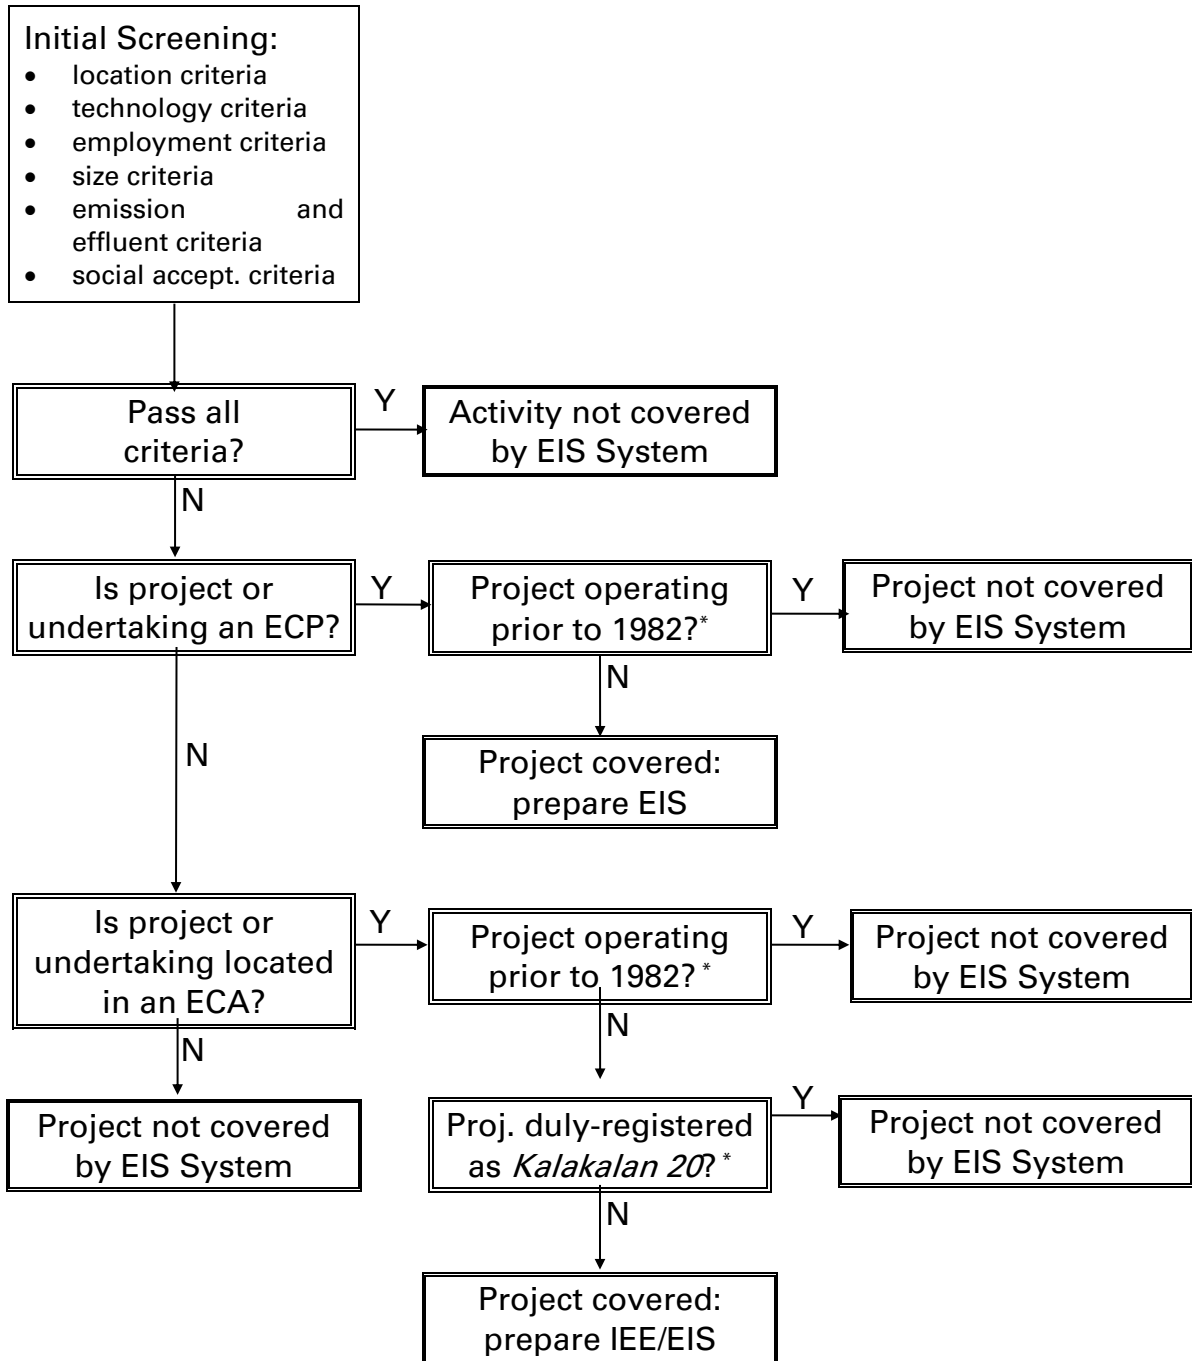 Initial Screening:
• location criteria
• technology criteria
• employment criteria
• size criteria
• emission and
effluent criteria
• social accept. criteria
Pass all
criteria?
Y
Activity not covered
by EIS System
N
Is project or
undertaking an ECP?
Y
Project operating
prior to 1982?*
Y
Project not covered
by EIS System
N
Project covered:
prepare EIS
N
Is project or
undertaking located
in an ECA?
Y
Project operating
prior to 1982? *
Y
Project not covered
by EIS System
N
Project not covered
by EIS System
N
Proj. duly-registered
as Kalakalan 20? *
Y
Project not covered
by EIS System
N
Project covered:
prepare IEE/EIS